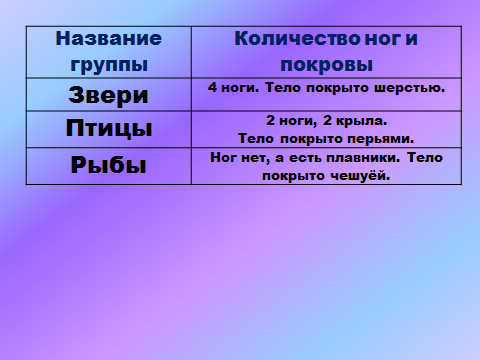 Название
группы
Количество ног и
покровы
Звери
4 ноги. Тело покрыто шерстью.
Птицы
2 ноги, 2 крыла.
Тело покрыто перьями.
Рыбы
Ног нет, а есть плавники. Тело
покрыто чешуёй.